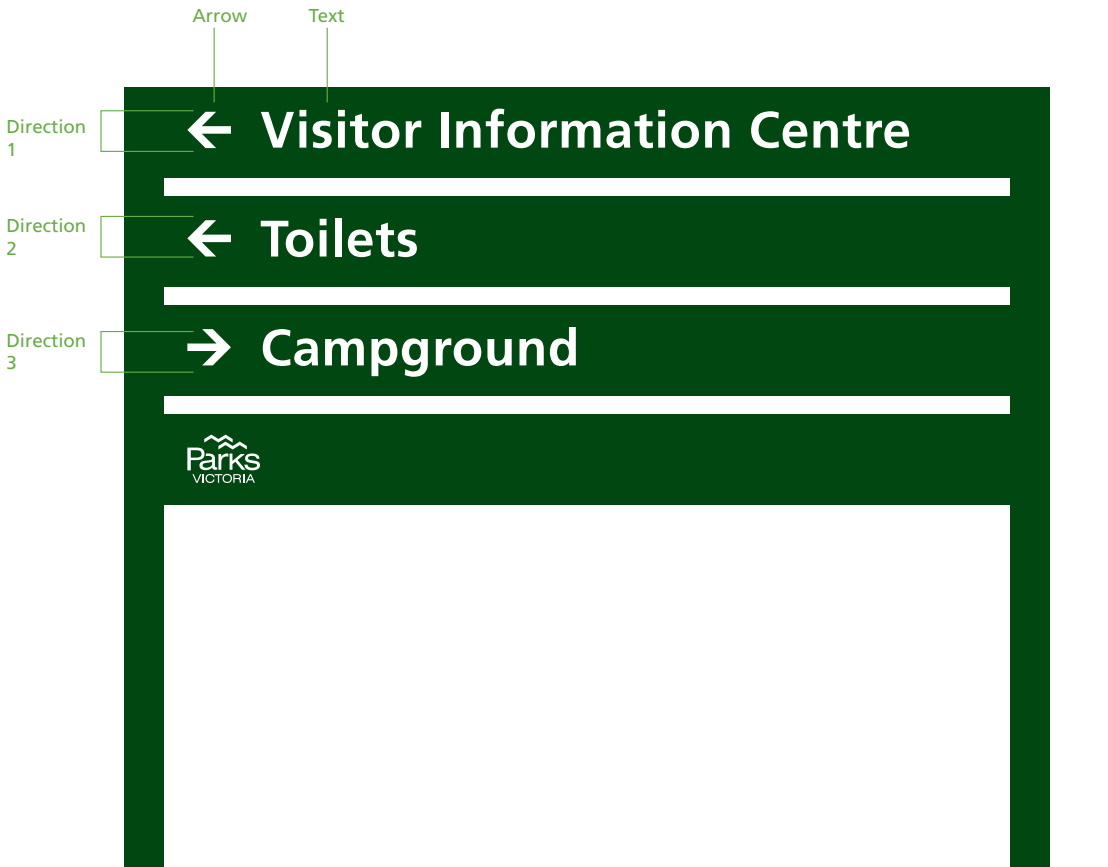 Arrow Text
Direction
1
← Visitor Information Centre
Direction
2
← Toilets
Direction
3
→ Campground
Parks
VICTORIA